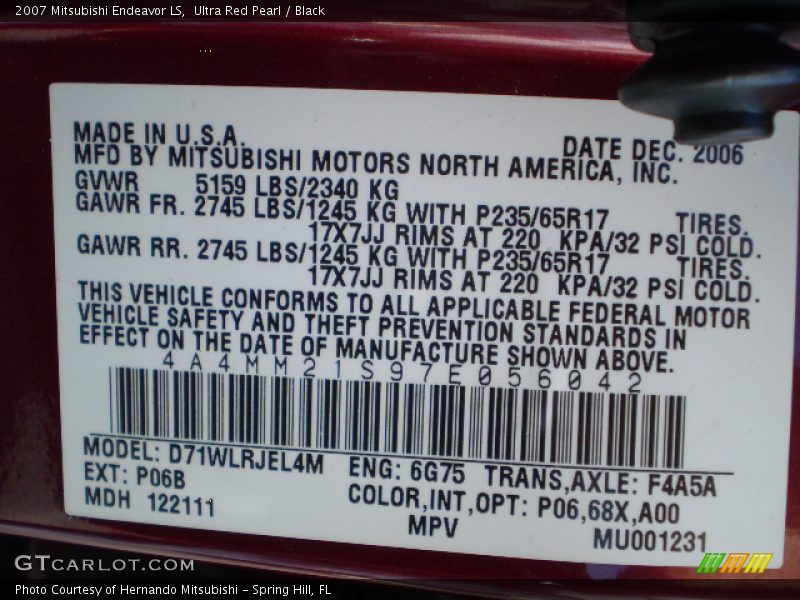 2007 Mitsubishi Endeavor LS,  Ultra Red Pearl / Black
MADE IN U.S.A. DATE DEC. 2006
MFD BY MITSUBISHI MOTORS NORTH AMERICA, INC.
GVWR 5159 LBS/2340 KG
GAWR FR. 2745 LBS/1245 KG WITH P235/65R17 TIRES.
17X7JJ RIMS AT 220 KPA/32 PSI COLD.
GAWR RR. 2745 LBS/1245 KG WITH P235/65R17 TIRES.
17X7JJ RIMS AT 220 KPA/32 PSI COLD.
THIS VEHICLE CONFORMS TO ALL APPLICABLE FEDERAL MOTOR
VEHICLE SAFETY AND THEFT PREVENTION STANDARDS IN
EFFECT ON THE DATE OF MANUFACTURE SHOWN ABOVE.
4A4MM21S97E056042
MODEL: D71WLRJEL4M ENG: 6G75 TRANS,AXLE: F4A5A
EXT: P06B COLOR,INT,OPT: P06,68X,A00
MDH 122111 MPV MU001231
GTCARLOT.COM
Photo Courtesy of Hernando Mitsubishi – Spring Hill, FL